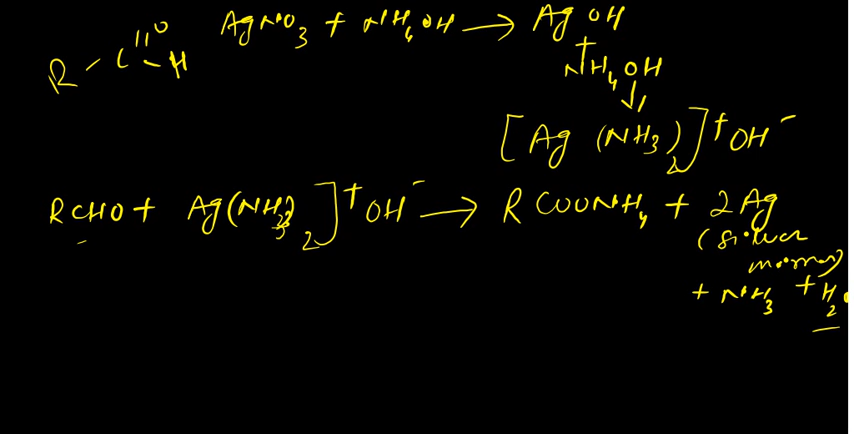 R - C - H
||
O
AgNO3 + NH4OH → AgOH
+
NH4OH
↓
[Ag (NH3)2]+OH-
RCHO + Ag(NH3)2]+OH- → RCOONH4 + 2Ag
(Silver
mirror)
+ NH3 + H2O